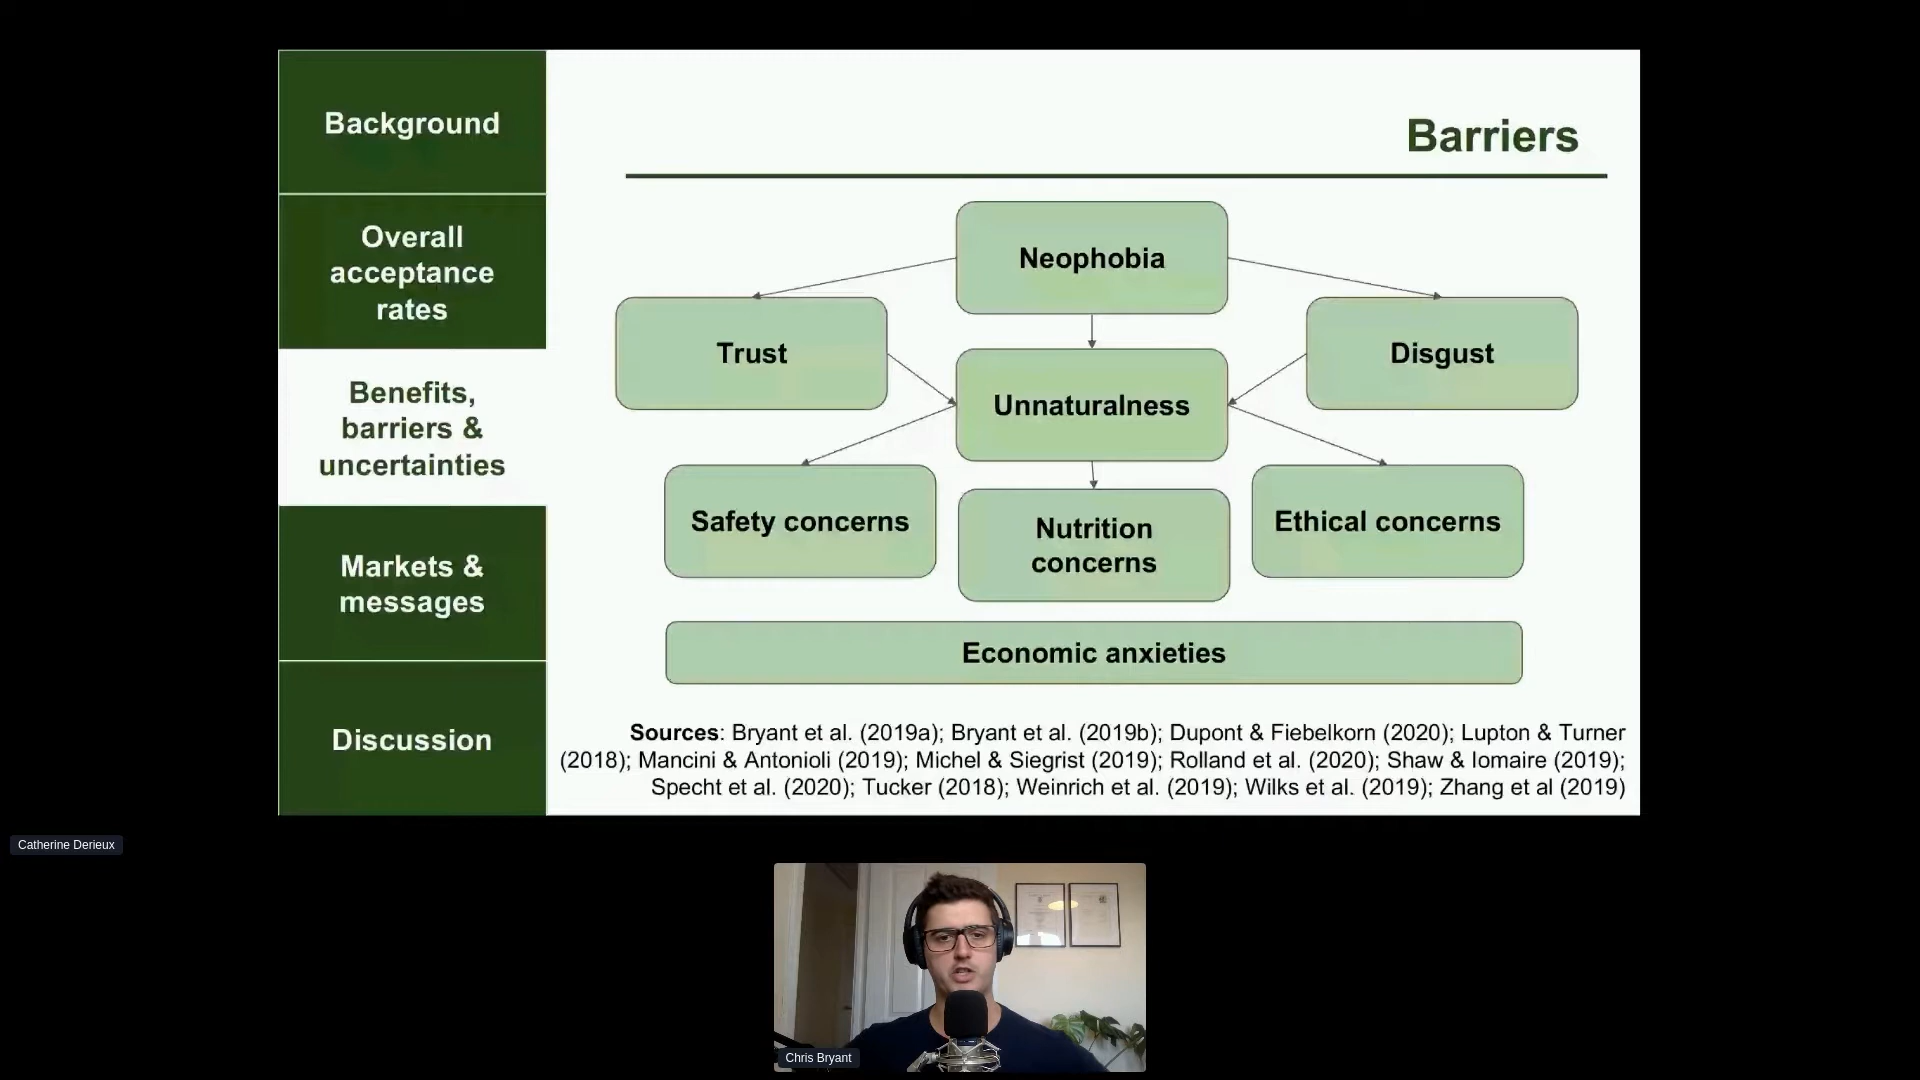 Background
Overall
acceptance
rates
Benefits,
barriers &
uncertainties
Markets &
messages
Discussion
Barriers
Neophobia
Trust
Disgust
Unnaturalness
Safety concerns
Nutrition
concerns
Ethical concerns
Economic anxieties
Sources: Bryant et al. (2019a); Bryant et al. (2019b); Dupont & Fiebelkorn (2020); Lupton & Turner
(2018); Mancini & Antonioli (2019); Michel & Siegrist (2019); Rolland et al. (2020); Shaw & Iomaire (2019);
Specht et al. (2020); Tucker (2018); Weinrich et al. (2019); Wilks et al. (2019); Zhang et al (2019)
Catherine Derieux
Chris Bryant